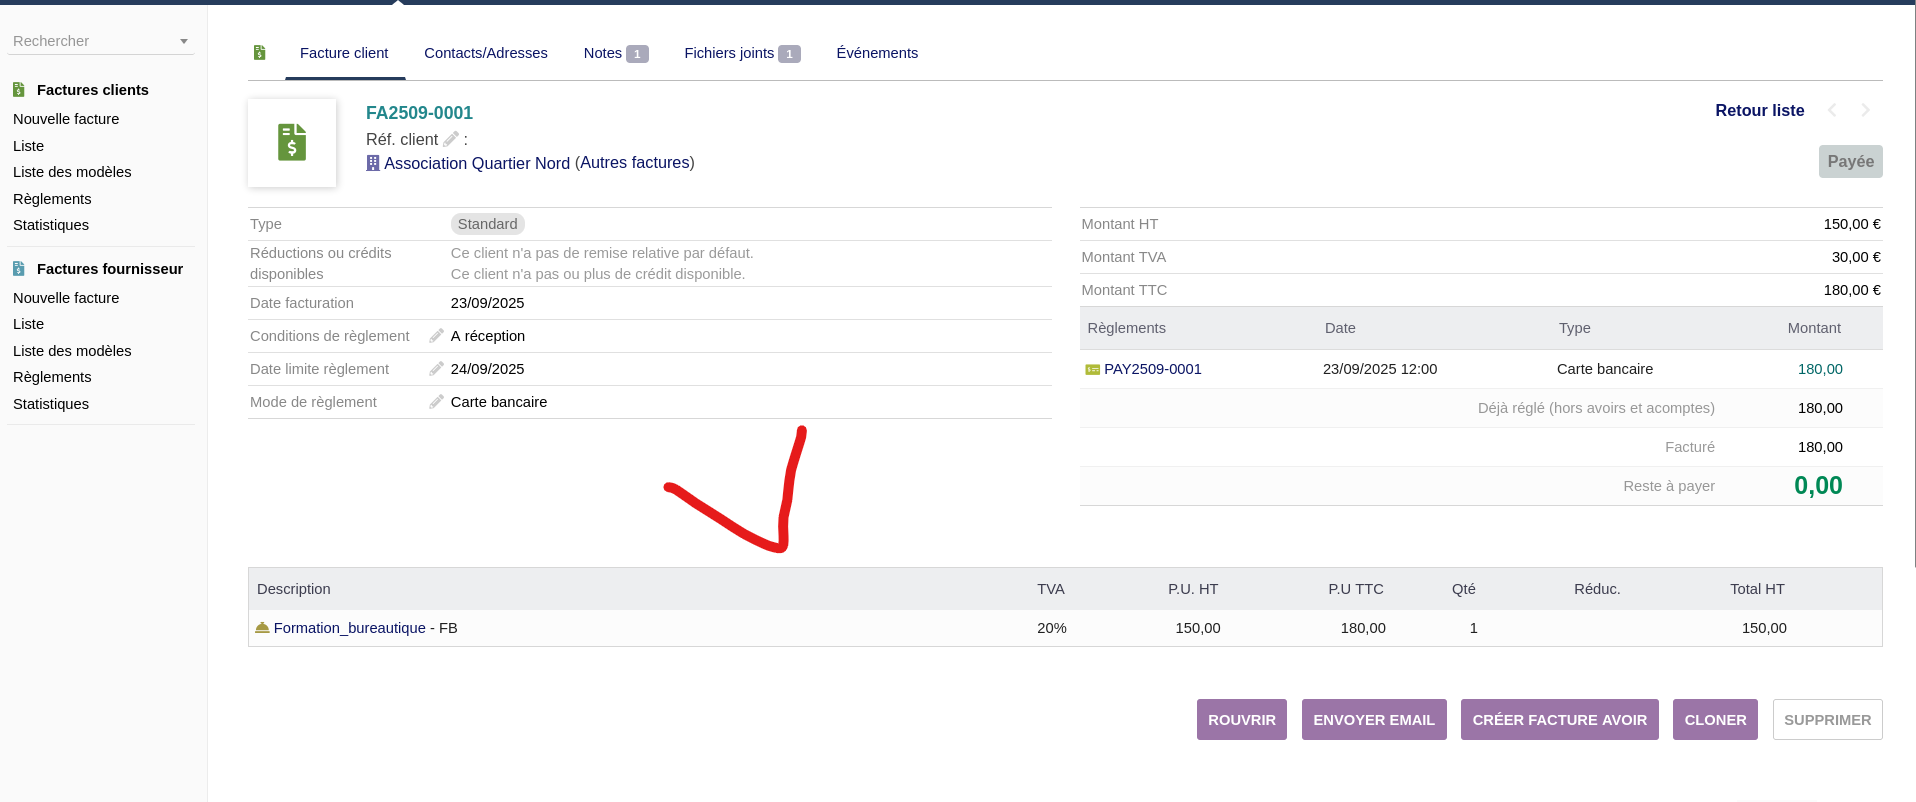 Rechercher
Factures clients
Nouvelle facture
Liste
Liste des modèles
Règlements
Statistiques
Factures fournisseur
Nouvelle facture
Liste
Liste des modèles
Règlements
Statistiques
Facture client
Contacts/Adresses
Notes 1
Fichiers joints 1
Événements
FA2509-0001
Réf. client :
Association Quartier Nord (Autres factures)
Retour liste
Payée
Type Standard
Réductions ou crédits disponibles
Ce client n'a pas de remise relative par défaut.
Ce client n'a pas ou plus de crédit disponible.
Date facturation 23/09/2025
Conditions de règlement A réception
Date limite règlement 24/09/2025
Mode de règlement Carte bancaire
Montant HT 150,00 €
Montant TVA 30,00 €
Montant TTC 180,00 €
Règlements Date Type Montant
PAY2509-0001 23/09/2025 12:00 Carte bancaire 180,00
Déjà réglé (hors avoirs et acomptes) 180,00
Facturé 180,00
Reste à payer 0,00
Description TVA P.U. HT P.U TTC Qté Réduc. Total HT
Formation_bureautique - FB 20% 150,00 180,00 1 150,00
ROUVRIR ENVOYER EMAIL CRÉER FACTURE AVOIR CLONER SUPPRIMER